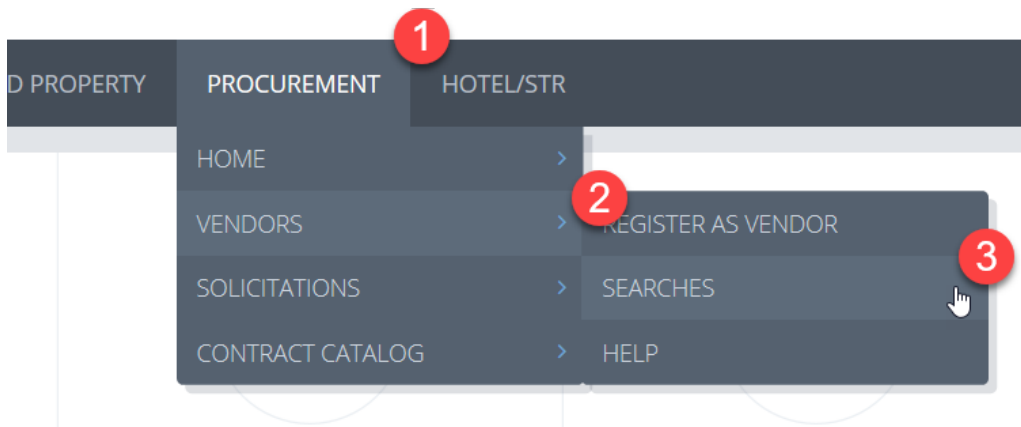 1
D PROPERTY PROCUREMENT HOTEL/STR
HOME
2
VENDORS REGISTER AS VENDOR
3
SOLICITATIONS SEARCHES
CONTRACT CATALOG HELP